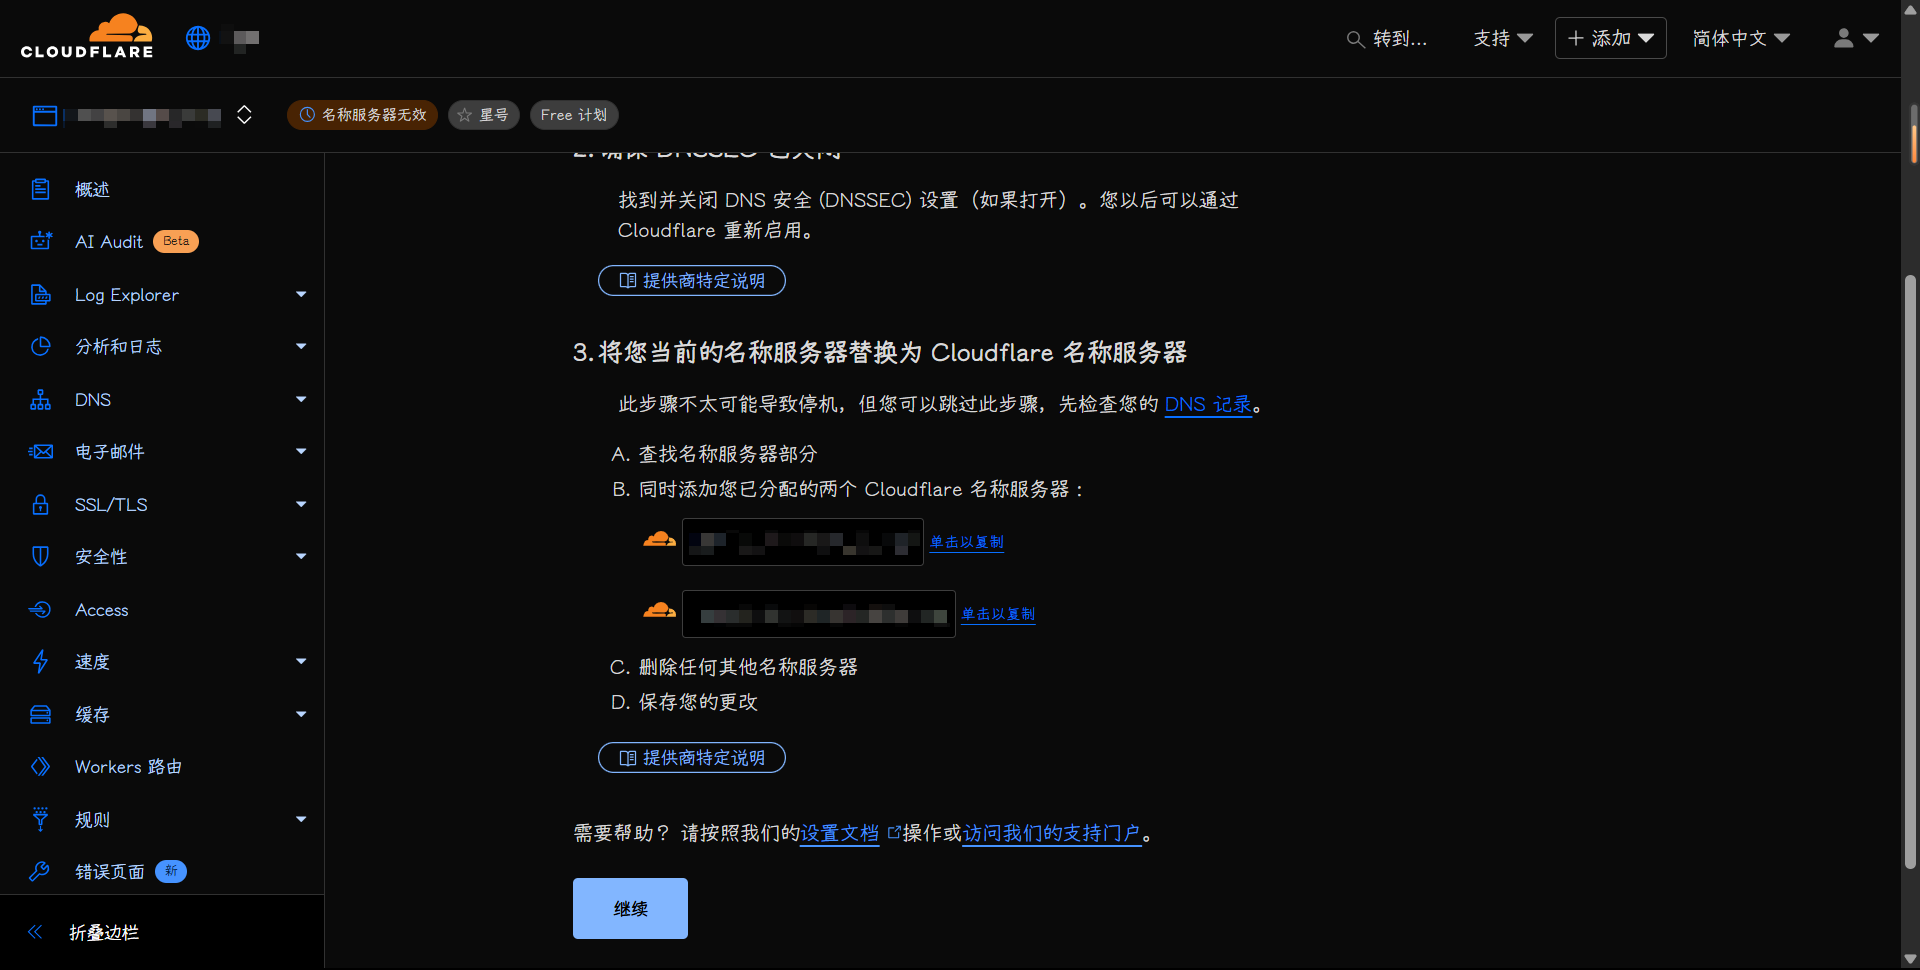 CLOUDFLARE
转到...
支持
添加
简体中文
名称服务器无效
星号
Free 计划
概述
AI Audit Beta
Log Explorer
分析和日志
DNS
电子邮件
SSL/TLS
安全性
Access
速度
缓存
Workers 路由
规则
错误页面 新
折叠边栏
2. 确保 DNSSEC 已关闭
找到并关闭 DNS 安全 (DNSSEC) 设置（如果打开）。您以后可以通过
Cloudflare 重新启用。
提供商特定说明
3. 将您当前的名称服务器替换为 Cloudflare 名称服务器
此步骤不太可能导致停机，但您可以跳过此步骤，先检查您的 DNS 记录。
A. 查找名称服务器部分
B. 同时添加您已分配的两个 Cloudflare 名称服务器：
单击以复制
单击以复制
C. 删除任何其他名称服务器
D. 保存您的更改
提供商特定说明
需要帮助？ 请按照我们的设置文档 操作或访问我们的支持门户。
继续